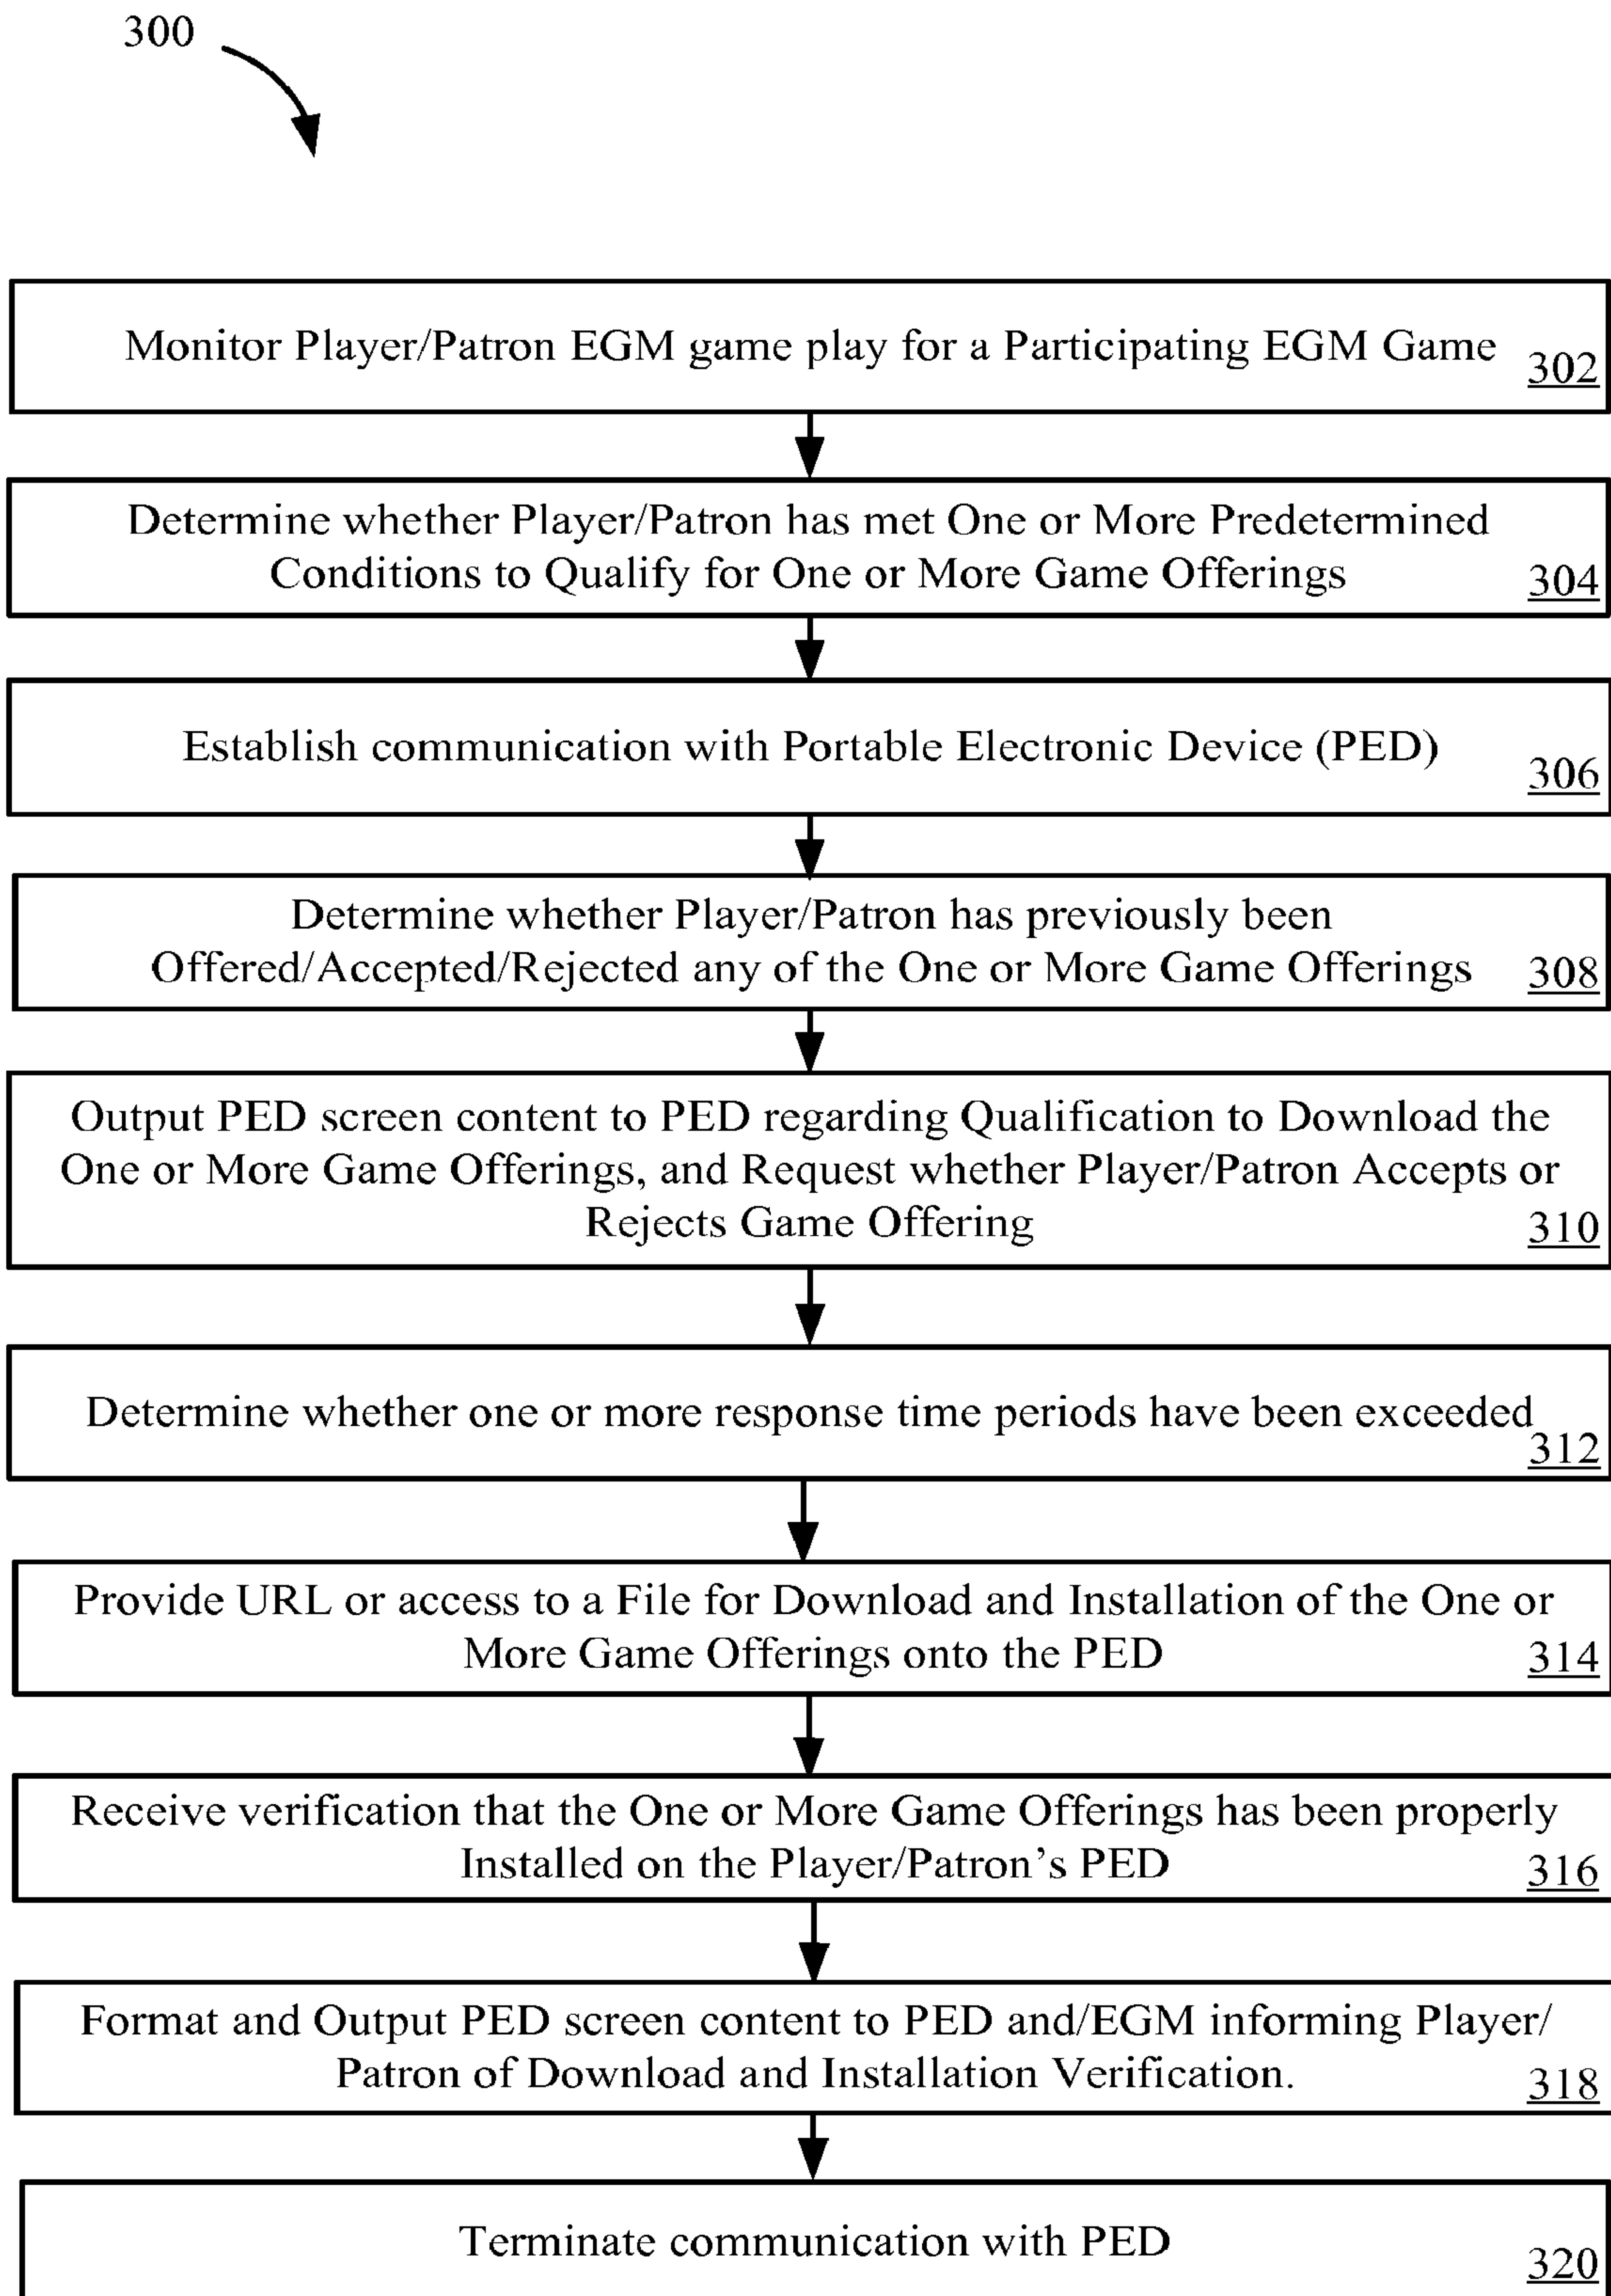 300
Monitor Player/Patron EGM game play for a Participating EGM Game
302
Determine whether Player/Patron has met One or More Predetermined
Conditions to Qualify for One or More Game Offerings
304
Establish communication with Portable Electronic Device (PED)
306
Determine whether Player/Patron has previously been
Offered/Accepted/Rejected any of the One or More Game Offerings
308
Output PED screen content to PED regarding Qualification to Download the
One or More Game Offerings, and Request whether Player/Patron Accepts or
Rejects Game Offering
310
Determine whether one or more response time periods have been exceeded
312
Provide URL or access to a File for Download and Installation of the One or
More Game Offerings onto the PED
314
Receive verification that the One or More Game Offerings has been properly
Installed on the Player/Patron’s PED
316
Format and Output PED screen content to PED and/EGM informing Player/
Patron of Download and Installation Verification.
318
Terminate communication with PED
320